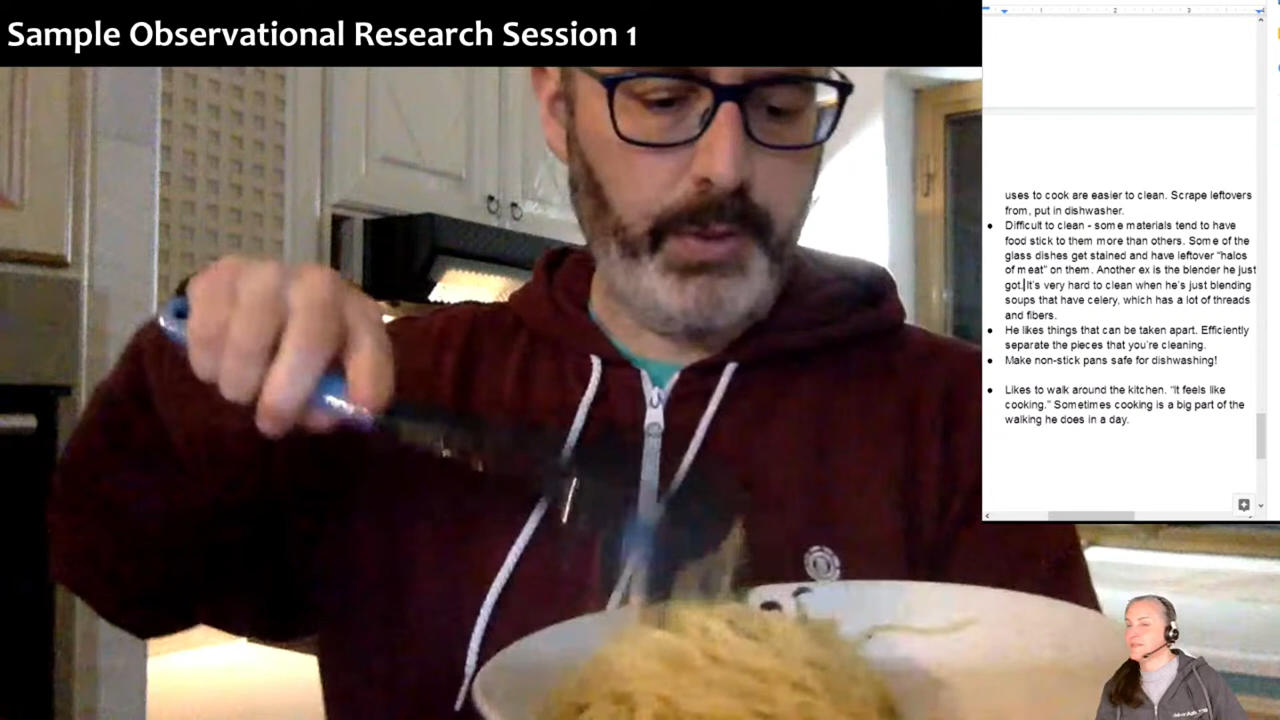 Sample Observational Research Session 1
1 2 3
uses to cook are easier to clean. Scrape leftovers
from, put in dishwasher.
● Difficult to clean - some materials tend to have
food stick to them more than others. Some of the
glass dishes get stained and have leftover "halos
of meat" on them. Another ex is the blender he just
got. It's very hard to clean when he's just blending
soups that have celery, which has a lot of threads
and fibers.
● He likes things that can be taken apart. Efficiently
separate the pieces that you're cleaning.
● Make non-stick pans safe for dishwashing!
● Likes to walk around the kitchen. "It feels like
cooking." Sometimes cooking is a big part of the
walking he does in a day.